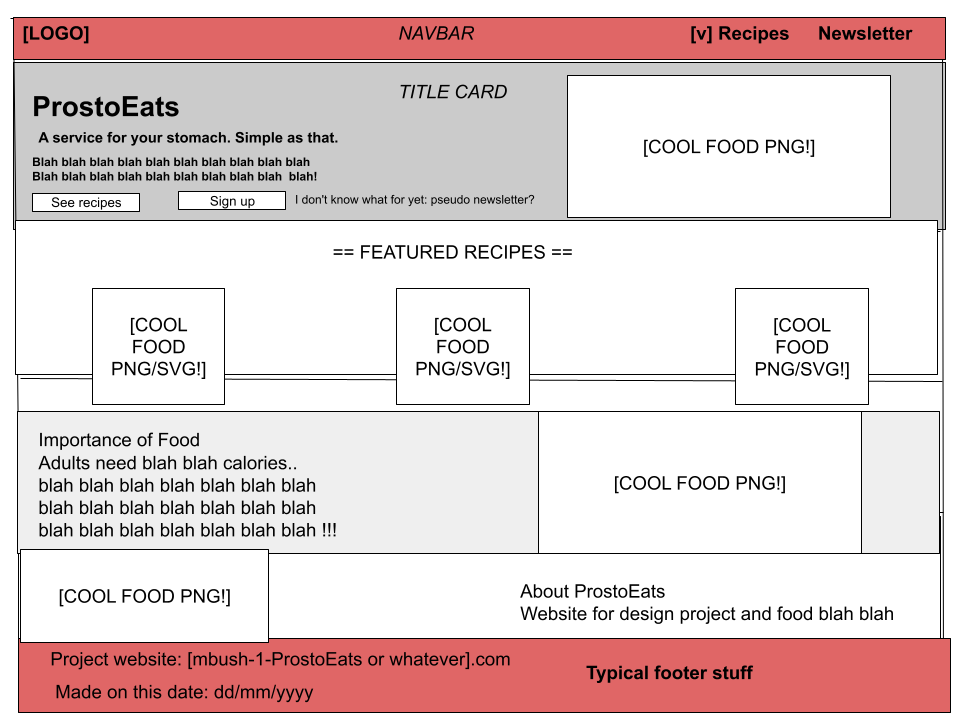 [LOGO]
NAVBAR
[v] Recipes
Newsletter
TITLE CARD
ProstoEats
A service for your stomach. Simple as that.
Blah blah blah blah blah blah blah blah blah blah
Blah blah blah blah blah blah blah blah blah  blah!
See recipes
Sign up
I don't know what for yet: pseudo newsletter?
[COOL FOOD PNG!]
== FEATURED RECIPES ==
[COOL
FOOD
PNG/SVG!]
[COOL
FOOD
PNG/SVG!]
[COOL
FOOD
PNG/SVG!]
Importance of Food
Adults need blah blah calories..
blah blah blah blah blah blah blah
blah blah blah blah blah blah blah
blah blah blah blah blah blah blah !!!
[COOL FOOD PNG!]
[COOL FOOD PNG!]
About ProstoEats
Website for design project and food blah blah
Project website: [mbush-1-ProstoEats or whatever].com
Made on this date: dd/mm/yyyy
Typical footer stuff